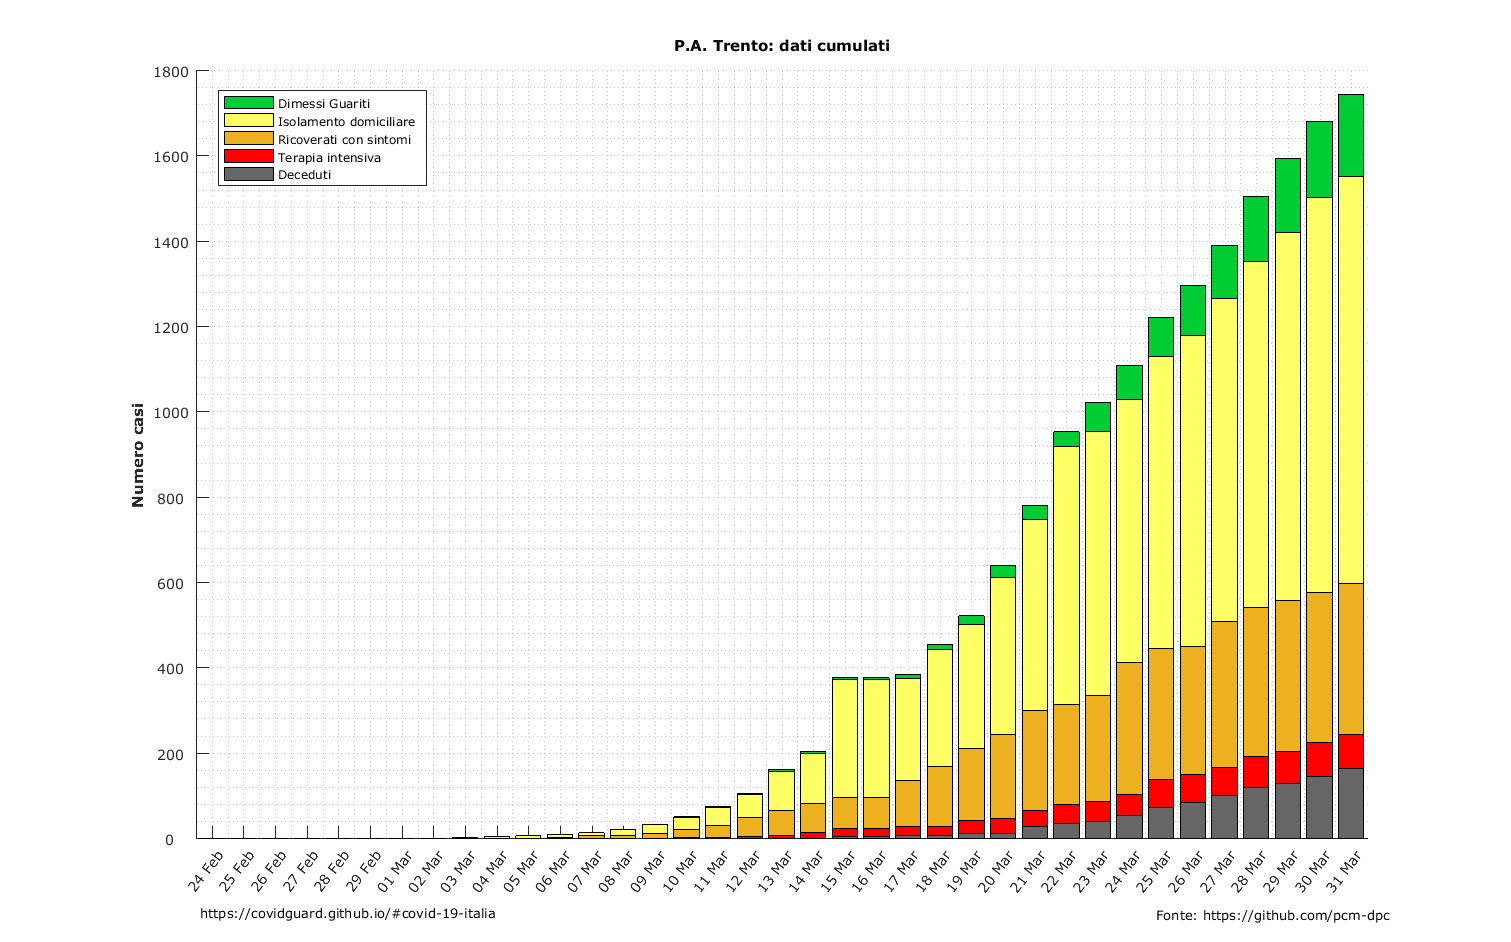 P.A. Trento: dati cumulati
Numero casi
1800
1600
1400
1200
1000
800
600
400
200
0
Dimessi Guariti
Isolamento domiciliare
Ricoverati con sintomi
Terapia intensiva
Deceduti
24 Feb
25 Feb
26 Feb
27 Feb
28 Feb
29 Feb
01 Mar
02 Mar
03 Mar
04 Mar
05 Mar
06 Mar
07 Mar
08 Mar
09 Mar
10 Mar
11 Mar
12 Mar
13 Mar
14 Mar
15 Mar
16 Mar
17 Mar
18 Mar
19 Mar
20 Mar
21 Mar
22 Mar
23 Mar
24 Mar
25 Mar
26 Mar
27 Mar
28 Mar
29 Mar
30 Mar
31 Mar
https://covidguard.github.io/#covid-19-italia
Fonte: https://github.com/pcm-dpc